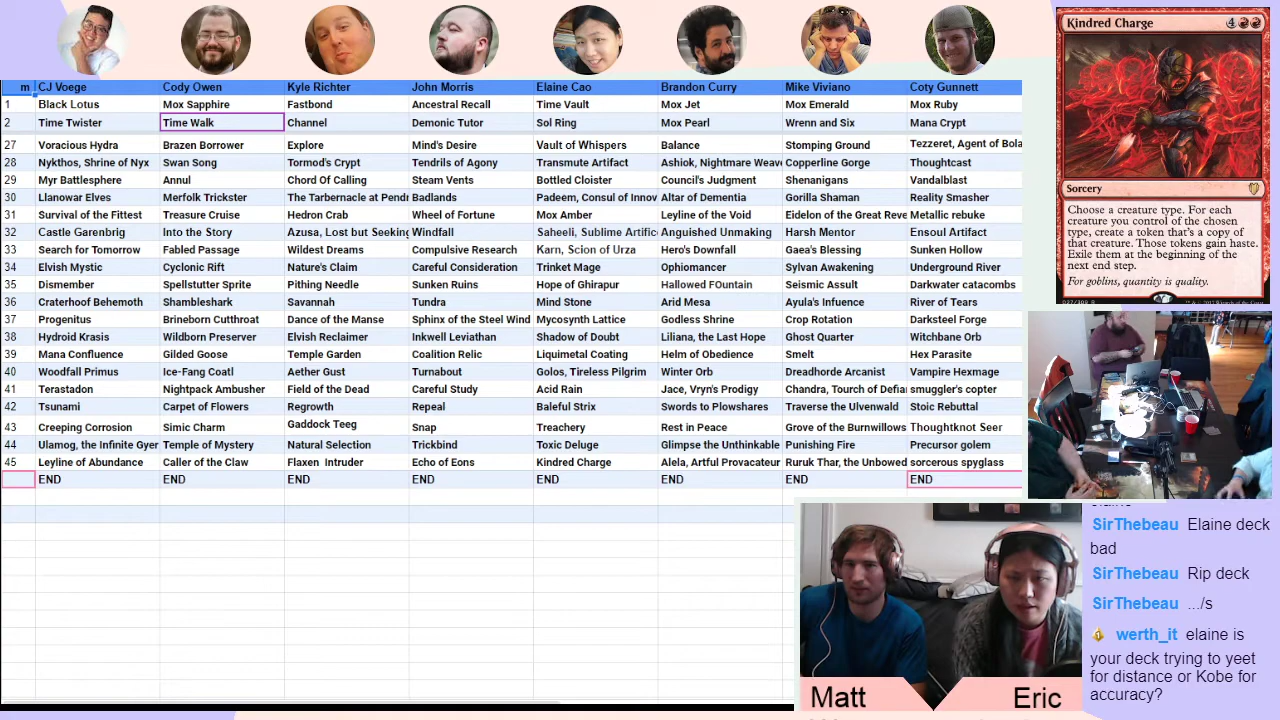 m CJ Voege Cody Owen Kyle Richter John Morris Elaine Cao Brandon Curry Mike Viviano Coty Gunnett
1 Black Lotus Mox Sapphire Fastbond Ancestral Recall Time Vault Mox Jet Mox Emerald Mox Ruby
2 Time Twister Time Walk Channel Demonic Tutor Sol Ring Mox Pearl Wrenn and Six Mana Crypt
27 Voracious Hydra Brazen Borrower Explore Mind's Desire Vault of Whispers Balance Stomping Ground Tezzeret, Agent of Bola
28 Nykthos, Shrine of Nyx Swan Song Tormod's Crypt Tendrils of Agony Transmute Artifact Ashiok, Nightmare Weave Copperline Gorge Thoughtcast
29 Myr Battlesphere Annul Chord Of Calling Steam Vents Bottled Cloister Council's Judgment Shenanigans Vandalblast
30 Llanowar Elves Merfolk Trickster The Tarbernacle at Pendr Badlands Padeem, Consul of Innov Altar of Dementia Gorilla Shaman Reality Smasher
31 Survival of the Fittest Treasure Cruise Hedron Crab Wheel of Fortune Mox Amber Leyline of the Void Eidelon of the Great Reve Metallic rebuke
32 Castle Garenbrig Into the Story Azusa, Lost but Seeking Windfall Saheeli, Sublime Artific Anguished Unmaking Harsh Mentor Ensoul Artifact
33 Search for Tomorrow Fabled Passage Wildest Dreams Compulsive Research Karn, Scion of Urza Hero's Downfall Gaea's Blessing Sunken Hollow
34 Elvish Mystic Cyclonic Rift Nature's Claim Careful Consideration Trinket Mage Ophiomancer Sylvan Awakening Underground River
35 Dismember Spellstutter Sprite Pithing Needle Sunken Ruins Hope of Ghirapur Hallowed FOuntain Seismic Assult Darkwater catacombs
36 Craterhoof Behemoth Shambleshark Savannah Tundra Mind Stone Arid Mesa Ayula's Infuence River of Tears
37 Progenitus Brineborn Cutthroat Dance of the Manse Sphinx of the Steel Wind Mycosynth Lattice Godless Shrine Crop Rotation Darksteel Forge
38 Hydroid Krasis Wildborn Preserver Elvish Reclaimer Inkwell Leviathan Shadow of Doubt Liliana, the Last Hope Ghost Quarter Witchbane Orb
39 Mana Confluence Gilded Goose Temple Garden Coalition Relic Liquimetal Coating Helm of Obedience Smelt Hex Parasite
40 Woodfall Primus Ice-Fang Coatl Aether Gust Turnabout Golos, Tireless Pilgrim Winter Orb Dreadhorde Arcanist Vampire Hexmage
41 Terastadon Nightpack Ambusher Field of the Dead Careful Study Acid Rain Jace, Vryn's Prodigy Chandra, Tourch of Defian smuggler's copter
42 Tsunami Carpet of Flowers Regrowth Repeal Baleful Strix Swords to Plowshares Traverse the Ulvenwald Stoic Rebuttal
43 Creeping Corrosion Simic Charm Gaddock Teeg Snap Treachery Rest in Peace Grove of the Burnwillows Thoughtknot Seer
44 Ulamog, the Infinite Gyer Temple of Mystery Natural Selection Trickbind Toxic Deluge Glimpse the Unthinkable Punishing Fire Precursor golem
45 Leyline of Abundance Caller of the Claw Flaxen Intruder Echo of Eons Kindred Charge Alela, Artful Provacateur Ruruk Thar, the Unbowed sorcerous spyglass
END END END END END END END END
Kindred Charge 4
Sorcery
Choose a creature type. For each
creature you control of the chosen
type, create a token that's a copy of
that creature. Those tokens gain haste.
Exile them at the beginning of the
next end step.
For goblins, quantity is quality.
SirThebeau Elaine deck
bad
SirThebeau Rip deck
SirThebeau .../s
werth_it elaine is
your deck trying to yeet
for distance or Kobe for
accuracy?
Matt Eric